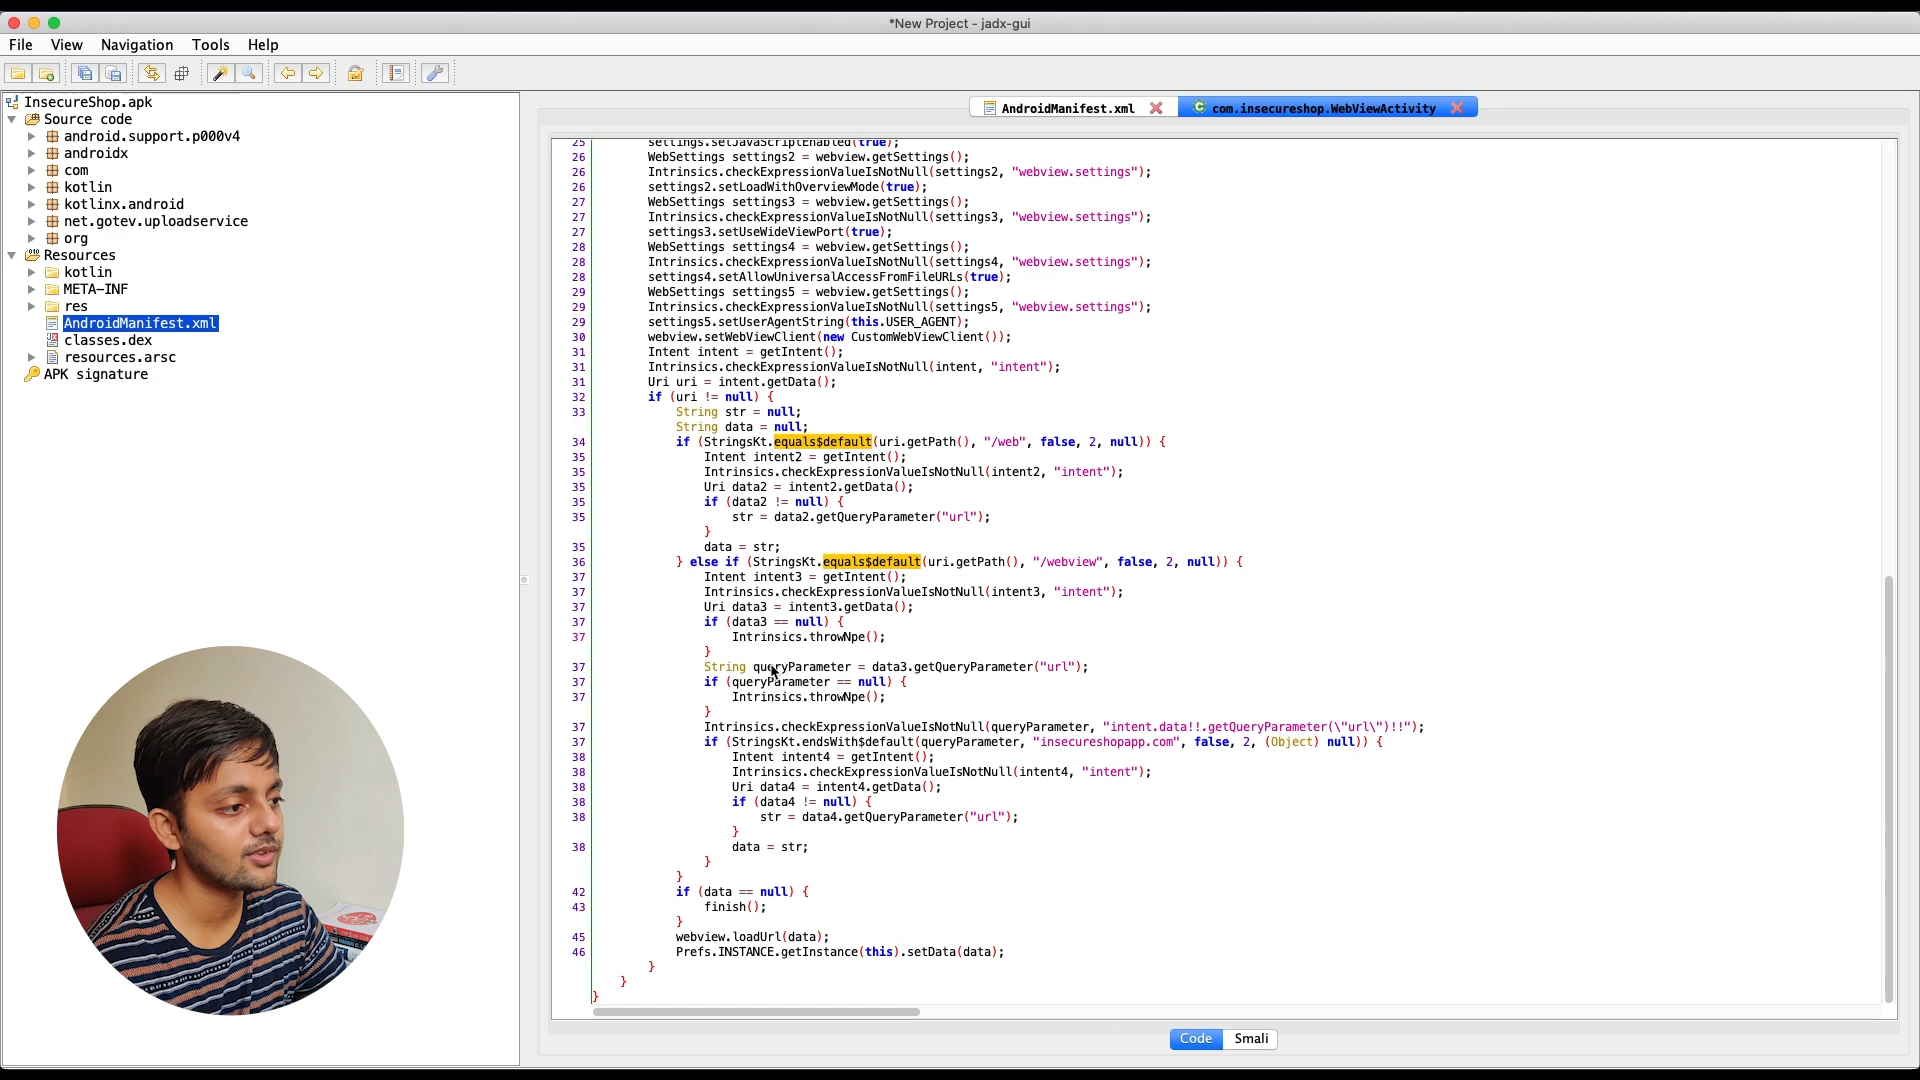 *New Project - jadx-gui
File View Navigation Tools Help
InsecureShop.apk
Source code
android.support.p000v4
androidx
com
kotlin
kotlinx.android
net.gotev.uploadservice
org
Resources
kotlin
META-INF
res
AndroidManifest.xml
classes.dex
resources.arsc
APK signature
AndroidManifest.xml com.insecureshop.WebViewActivity
25 settings.setJavaScriptEnabled(true);
26 WebSettings settings2 = webview.getSettings();
26 Intrinsics.checkExpressionValueIsNotNull(settings2, "webview.settings");
26 settings2.setLoadWithOverviewMode(true);
27 WebSettings settings3 = webview.getSettings();
27 Intrinsics.checkExpressionValueIsNotNull(settings3, "webview.settings");
27 settings3.setUseWideViewPort(true);
28 WebSettings settings4 = webview.getSettings();
28 Intrinsics.checkExpressionValueIsNotNull(settings4, "webview.settings");
28 settings4.setAllowUniversalAccessFromFileURLs(true);
29 WebSettings settings5 = webview.getSettings();
29 Intrinsics.checkExpressionValueIsNotNull(settings5, "webview.settings");
29 settings5.setUserAgentString(this.USER_AGENT);
30 webview.setWebViewClient(new CustomWebViewClient());
31 Intent intent = getIntent();
31 Intrinsics.checkExpressionValueIsNotNull(intent, "intent");
31 Uri uri = intent.getData();
32 if (uri != null) {
33 String str = null;
String data = null;
34 if (StringsKt.equals$default(uri.getPath(), "/web", false, 2, null)) {
35 Intent intent2 = getIntent();
35 Intrinsics.checkExpressionValueIsNotNull(intent2, "intent");
35 Uri data2 = intent2.getData();
35 if (data2 != null) {
35 str = data2.getQueryParameter("url");
}
35 data = str;
36 } else if (StringsKt.equals$default(uri.getPath(), "/webview", false, 2, null)) {
37 Intent intent3 = getIntent();
37 Intrinsics.checkExpressionValueIsNotNull(intent3, "intent");
37 Uri data3 = intent3.getData();
37 if (data3 == null) {
37 Intrinsics.throwNpe();
}
37 String queryParameter = data3.getQueryParameter("url");
37 if (queryParameter == null) {
37 Intrinsics.throwNpe();
}
37 Intrinsics.checkExpressionValueIsNotNull(queryParameter, "intent.data!!.getQueryParameter(\"url\")!!");
37 if (StringsKt.endsWith$default(queryParameter, "insecureshopapp.com", false, 2, (Object) null)) {
38 Intent intent4 = getIntent();
38 Intrinsics.checkExpressionValueIsNotNull(intent4, "intent");
38 Uri data4 = intent4.getData();
38 if (data4 != null) {
38 str = data4.getQueryParameter("url");
}
38 data = str;
}
}
42 if (data == null) {
43 finish();
}
45 webview.loadUrl(data);
46 Prefs.INSTANCE.getInstance(this).setData(data);
}
}
}
Code Smali